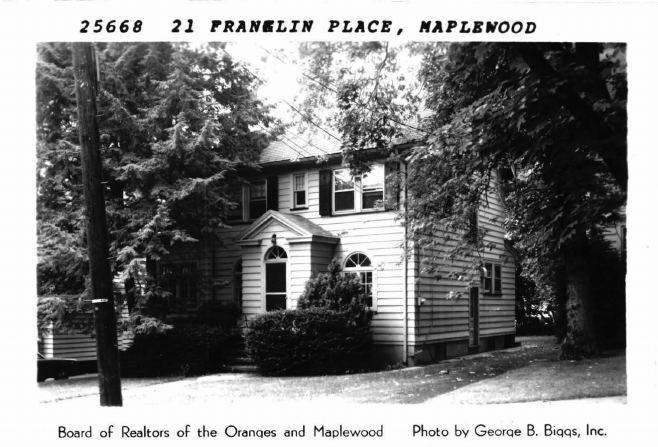 25668 21 FRANKLIN PLACE, MAPLEWOOD
Board of Realtors of the Oranges and Maplewood Photo by George B. Biggs, Inc.